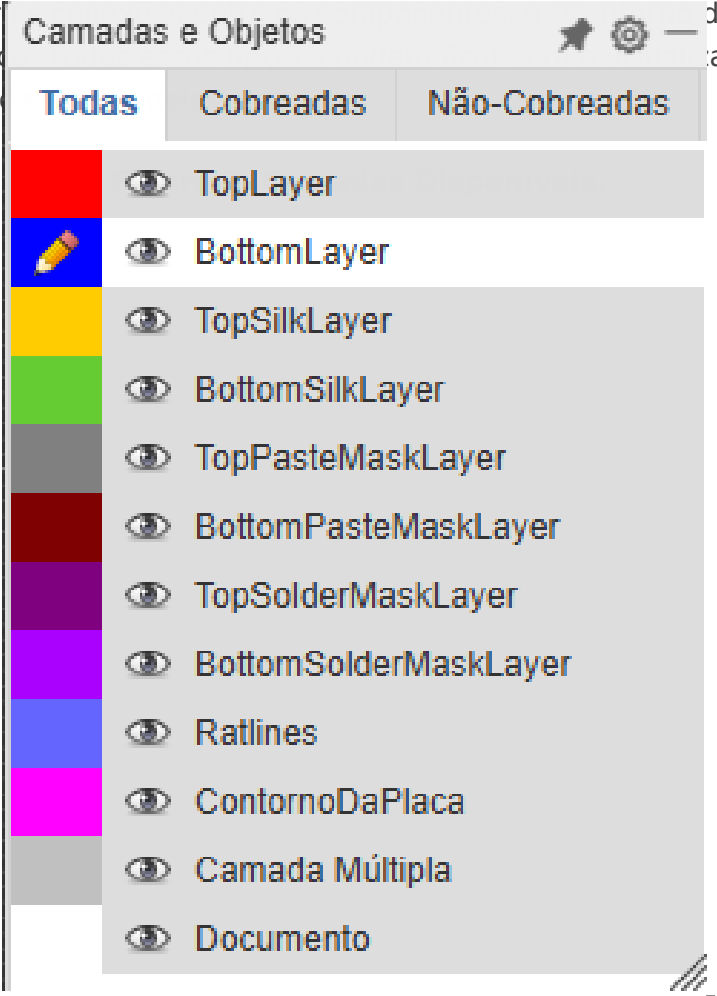 Camadas e Objetos
Todas Cobreadas Não-Cobreadas
TopLayer
BottomLayer
TopSilkLayer
BottomSilkLayer
TopPasteMaskLayer
BottomPasteMaskLayer
TopSolderMaskLayer
BottomSolderMaskLayer
Ratlines
ContornoDaPlaca
Camada Múltipla
Documento